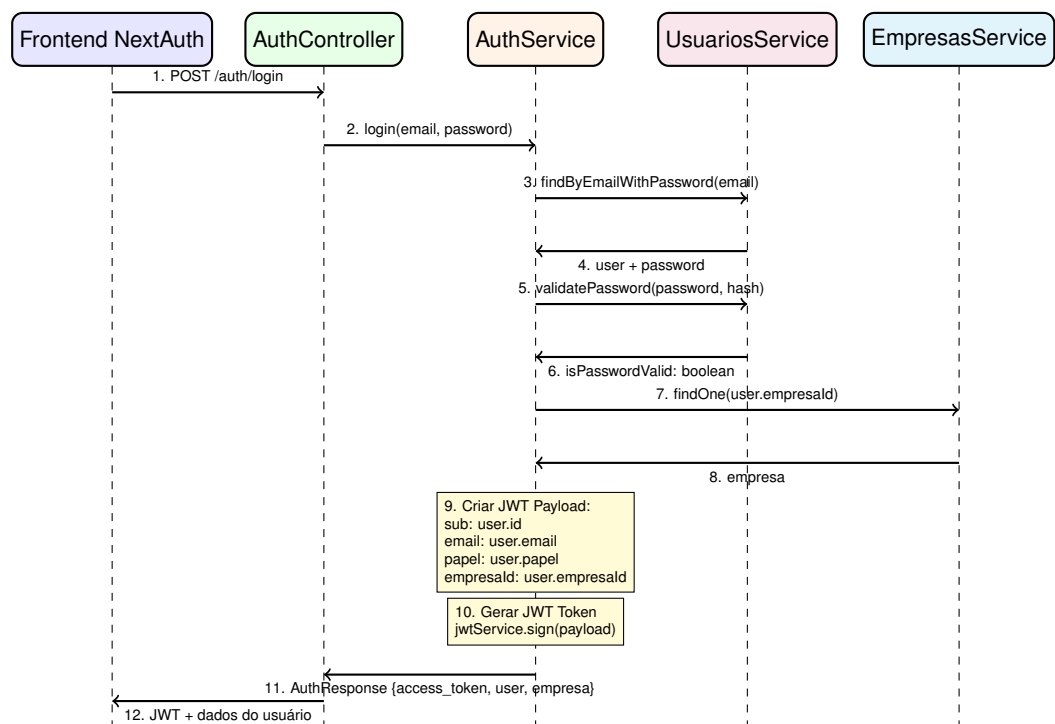 Frontend NextAuth
AuthController
AuthService
UsuariosService
EmpresasService
1. POST /auth/login
2. login(email, password)
3. findByEmailWithPassword(email)
4. user + password
5. validatePassword(password, hash)
6. isPasswordValid: boolean
7. findOne(user.empresaId)
8. empresa
9. Criar JWT Payload:
sub: user.id
email: user.email
papel: user.papel
empresaId: user.empresaId
10. Gerar JWT Token
jwtService.sign(payload)
11. AuthResponse {access_token, user, empresa}
12. JWT + dados do usuário